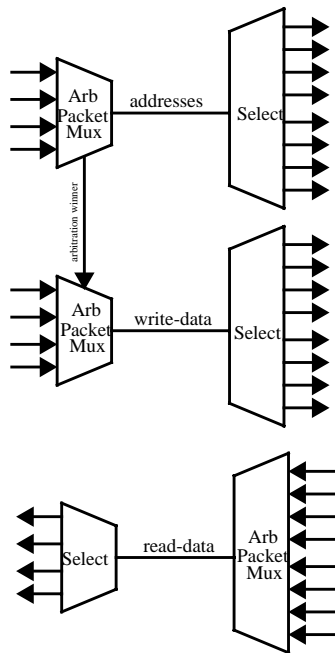 Arb
Packet
Mux
addresses
Select
arbitration winner
Arb
Packet
Mux
write-data
Select
Select
read-data
Arb
Packet
Mux